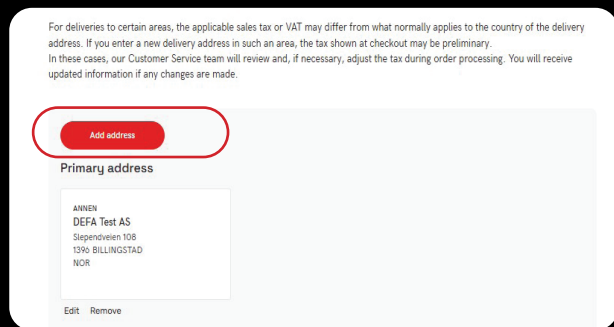 For deliveries to certain areas, the applicable sales tax or VAT may differ from what normally applies to the country of the delivery
address. If you enter a new delivery address in such an area, the tax shown at checkout may be preliminary.
In these cases, our Customer Service team will review and, if necessary, adjust the tax during order processing. You will receive
updated information if any changes are made.
Add address
Primary address
ANNEN
DEFA Test AS
Slependveien 108
1396 BILLINGSTAD
NOR
Edit Remove